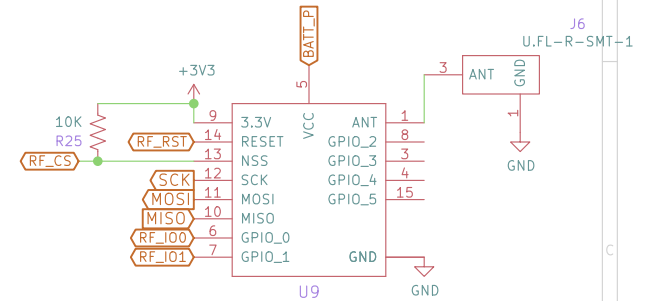 BATT_P
J6
U.FL-R-SMT-1
+3V3
5
3
ANT
GND
1
GND
10K
R25
RF_CS
RF_RST
SCK
MOSI
MISO
RF_IO0
RF_IO1
9
14
13
12
11
10
6
7
VCC
3.3V
RESET
NSS
SCK
MOSI
MISO
GPIO_0
GPIO_1
ANT
GPIO_2
GPIO_3
GPIO_4
GPIO_5
GND
1
8
3
4
15
GND
U9
C